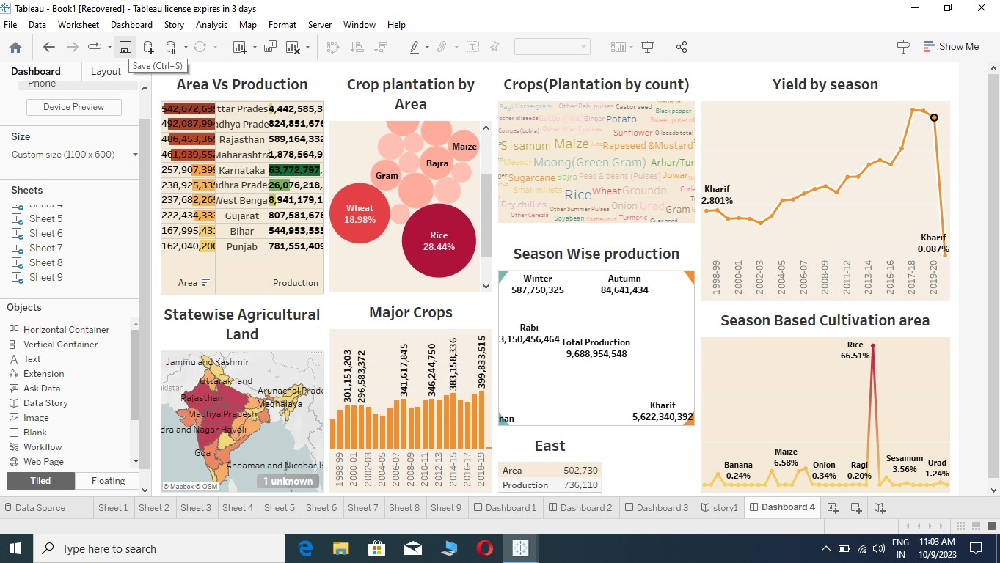 Tableau - Book1 [Recovered] - Tableau license expires in 3 days
File Data Worksheet Dashboard Story Analysis Map Format Server Window Help
Show Me
Save (Ctrl+S)
Dashboard Layout
Phone
Device Preview
Size
Custom size (1100 x 600)
Sheets
Sheet 4
Sheet 5
Sheet 6
Sheet 7
Sheet 8
Sheet 9
Objects
Horizontal Container
Vertical Container
Text
Extension
Ask Data
Data Story
Image
Blank
Workflow
Web Page
Tiled Floating
Area Vs Production
542,672,639 Uttar Prades 4,442,585,3
492,087,994 adhya Prade 824,851,676
486,453,369 Rajasthan 589,164,332
461,939,552 Maharashtra 1,878,564,9
257,907,399 Karnataka 63,772,797,
238,925,339 ndhra Prade 26,076,218,
237,682,269 West Benga 8,941,179,1
222,434,333 Gujarat 807,581,678
167,995,431 Bihar 544,953,533
162,040,200 Punjab 781,551,409
Area Production
Statewise Agricultural
Land
Jammu and Kashmir
kistan
Uttarakhand
Arunachal Prade
Rajasthan
Meghalaya
Madhya Pradesh
dra and Nagar Haveli
Goa
Andaman and Nicobar Is
1 unknown
© Mapbox © OSM
Crop plantation by
Area
Maize
Bajra
Gram
Wheat
18.98%
Rice
28.44%
Major Crops
301,151,203
296,583,372
341,617,845
346,244,750
383,158,336
399,833,515
1998-99
2000-01
2002-03
2004-05
2006-07
2008-09
2010-11
2012-13
2014-15
2016-17
2018-19
Crops(Plantation by count)
Banana
Ragi Horse-gram Other Rabi pulses Castor seed
Black pepper
other oilseeds Cotton(lint) Ginger Potato Sweet potato
Cowpea(Lobia) Other Kharif pulses Sunflower Oilseeds total
S samum Maize Jute Rapeseed &Mustard
Masoor Moong(Green Gram) Arhar/Tur
ger Sugarcane Bajra Peas & beans (Pulses) Jowar
Small millets Rice Wheat Groundn Coria
Dry chillies Other Summer Pulses Onion Urad Gram
Other Cereals Soyabean Cashewnut Turmeric Guar seed
Season Wise production
Winter
587,750,325
Autumn
84,641,434
Rabi
3,150,456,464
Total Production
9,688,954,548
Kharif
5,622,340,392
nan
East
Area 502,730
Production 736,110
Yield by season
Kharif
2.801%
Kharif
0.087%
1998-99
2000-01
2002-03
2004-05
2006-07
2008-09
2011-12
2013-14
2015-16
2017-18
2019-20
Season Based Cultivation area
Rice
66.51%
Banana
0.24%
Maize
6.58%
Onion
0.34%
Ragi
0.20%
Sesamum
3.56%
Urad
1.24%
Data Source Sheet 1 Sheet 2 Sheet 3 Sheet 4 Sheet 5 Sheet 6 Sheet 7 Sheet 8 Sheet 9 Dashboard 1 Dashboard 2 Dashboard 3 story1 Dashboard 4
Type here to search
ENG
IN
11:03 AM
10/9/2023